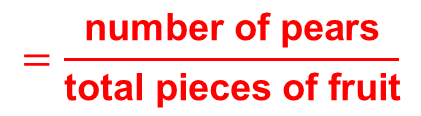 number of pears
=
total pieces of fruit